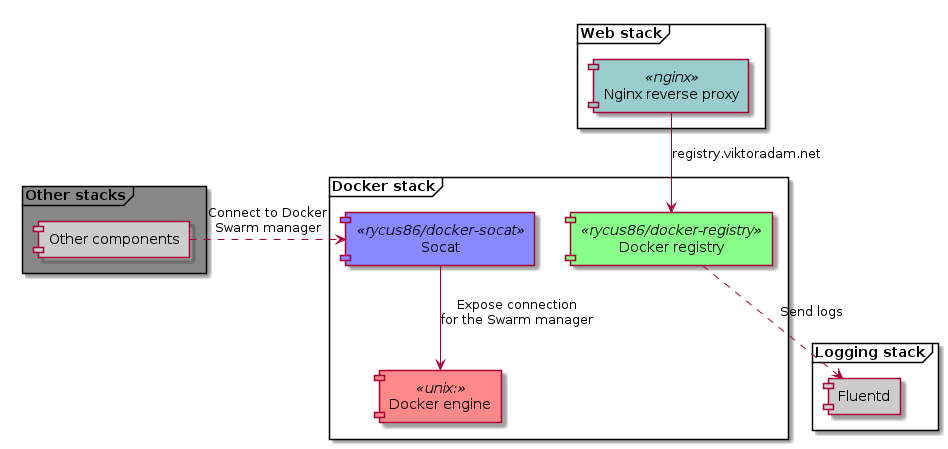 Web stack
«nginx»
Nginx reverse proxy
registry.viktoradam.net
Other stacks
Other components
Connect to Docker
Swarm manager
Docker stack
«rycus86/docker-socat»
Socat
«rycus86/docker-registry»
Docker registry
Expose connection
for the Swarm manager
Send logs
«unix:»
Docker engine
Logging stack
Fluentd